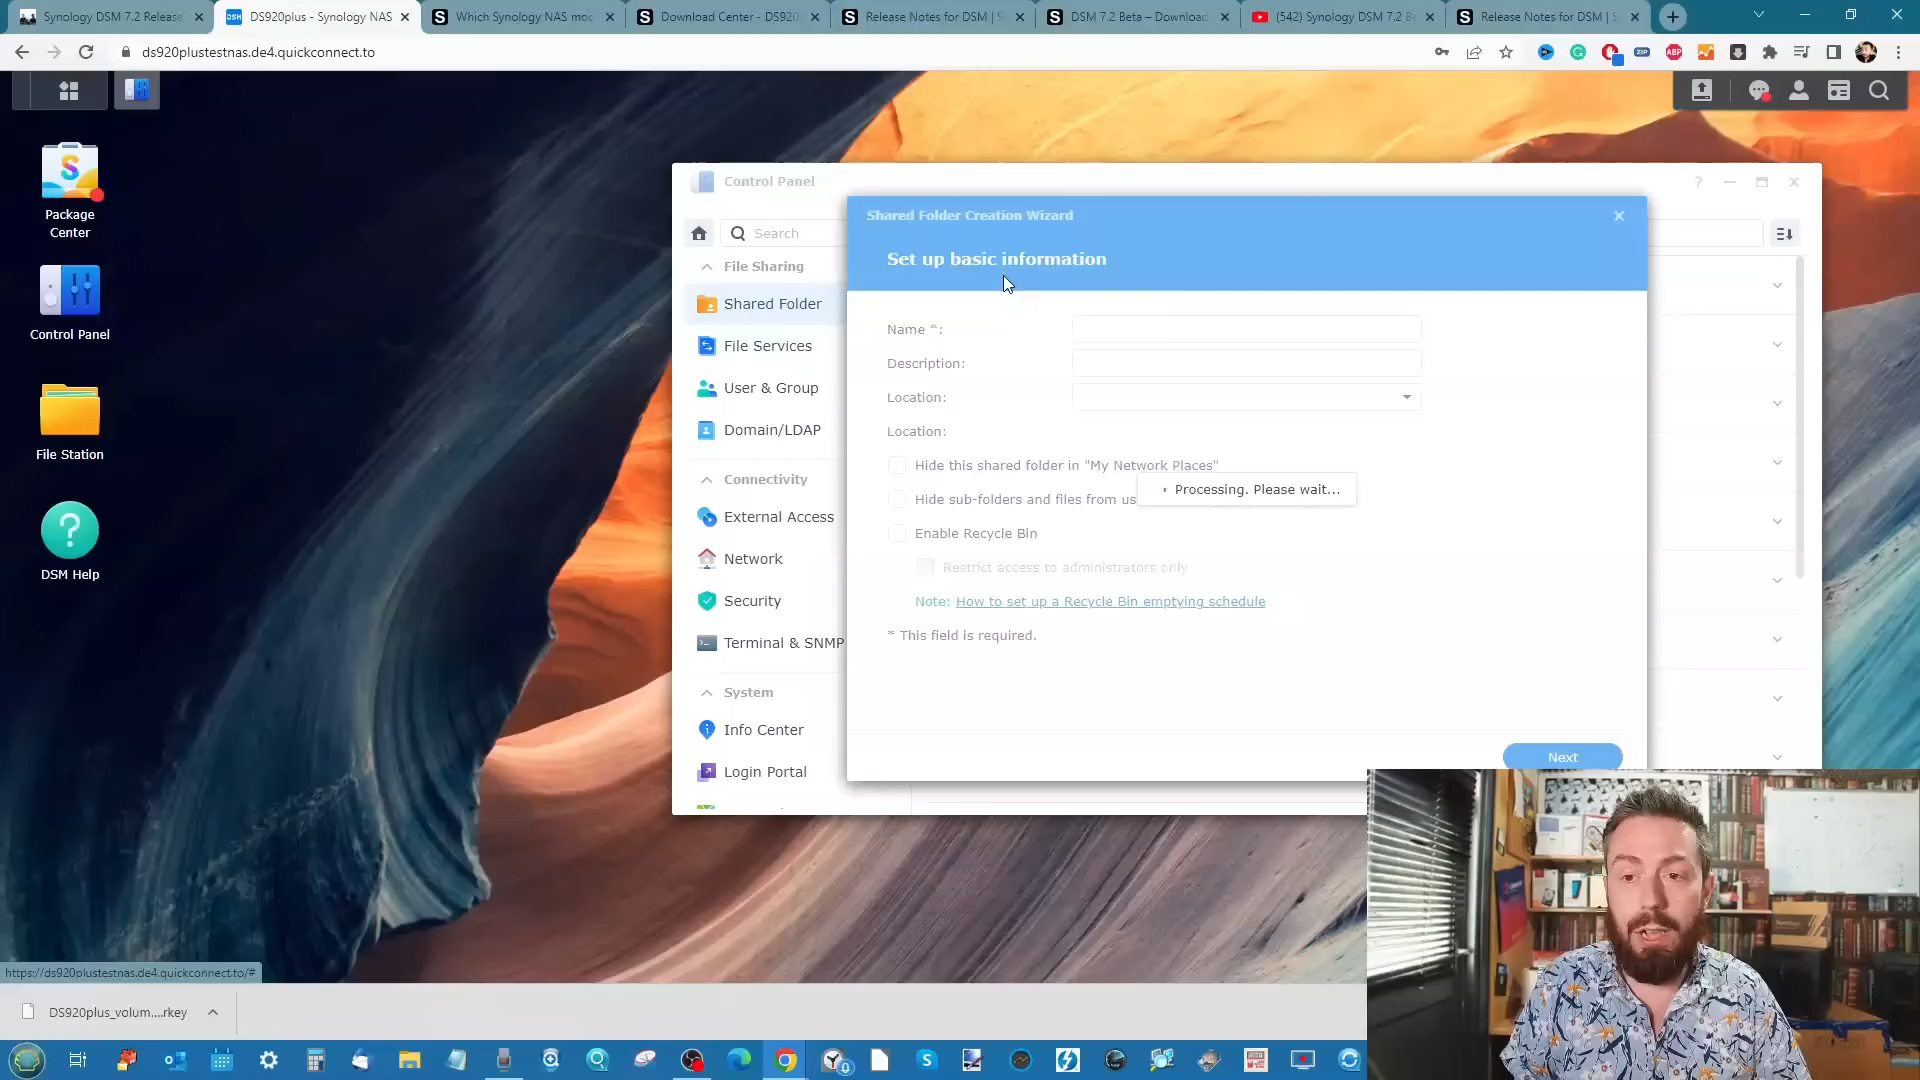 Synology DSM 7.2 Release
DS920plus - Synology NAS
Which Synology NAS mo
Download Center - DS920
Release Notes for DSM | S
DSM 7.2 Beta – Download
(542) Synology DSM 7.2 B
Release Notes for DSM | S
ds920plustestnas.de4.quickconnect.to
Package
Center
Control Panel
File Station
DSM Help
Control Panel
Search
File Sharing
Shared Folder
File Services
User & Group
Domain/LDAP
Connectivity
External Access
Network
Security
Terminal & SNMP
System
Info Center
Login Portal
Shared Folder Creation Wizard
Set up basic information
Name *:
Description:
Location:
Location:
Hide this shared folder in "My Network Places"
Hide sub-folders and files from us
Processing. Please wait...
Enable Recycle Bin
Restrict access to administrators only
Note: How to set up a Recycle Bin emptying schedule
* This field is required.
Next
https://ds920plustestnas.de4.quickconnect.to/#
DS920plus_volum....rkey